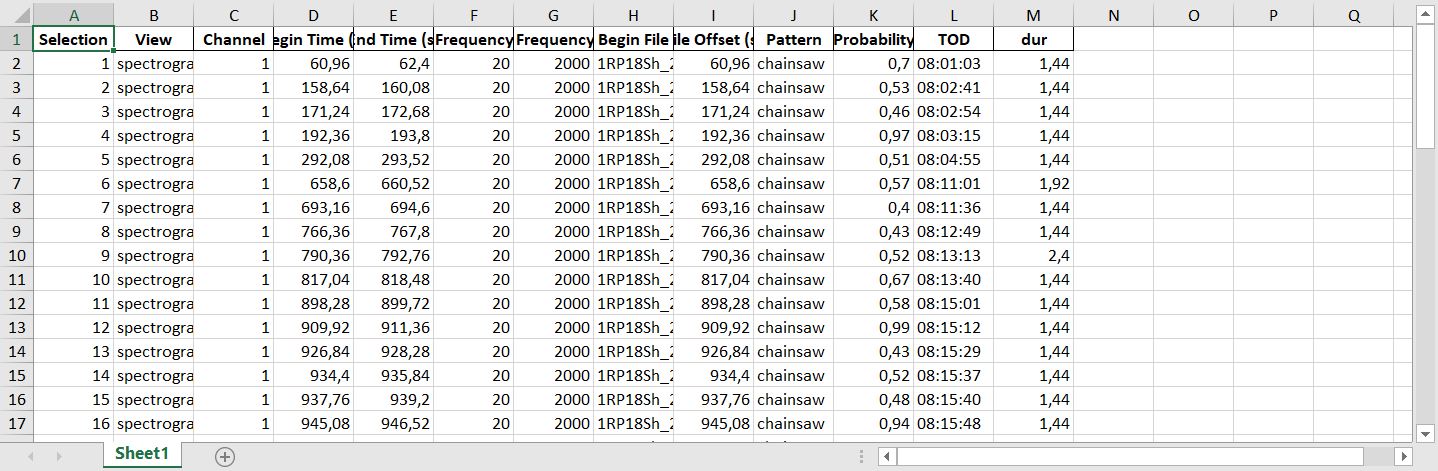 A B C D E F G H I J K L M N O P Q
1 Selection View Channel egin Time ( nd Time (s Frequency Frequency Begin File ile Offset (s Pattern Probability TOD dur
2 1 spectrogra 1 60,96 62,4 20 2000 1RP18Sh_2 60,96 chainsaw 0,7 08:01:03 1,44
3 2 spectrogra 1 158,64 160,08 20 2000 1RP18Sh_2 158,64 chainsaw 0,53 08:02:41 1,44
4 3 spectrogra 1 171,24 172,68 20 2000 1RP18Sh_2 171,24 chainsaw 0,46 08:02:54 1,44
5 4 spectrogra 1 192,36 193,8 20 2000 1RP18Sh_2 192,36 chainsaw 0,97 08:03:15 1,44
6 5 spectrogra 1 292,08 293,52 20 2000 1RP18Sh_2 292,08 chainsaw 0,51 08:04:55 1,44
7 6 spectrogra 1 658,6 660,52 20 2000 1RP18Sh_2 658,6 chainsaw 0,57 08:11:01 1,92
8 7 spectrogra 1 693,16 694,6 20 2000 1RP18Sh_2 693,16 chainsaw 0,4 08:11:36 1,44
9 8 spectrogra 1 766,36 767,8 20 2000 1RP18Sh_2 766,36 chainsaw 0,43 08:12:49 1,44
10 9 spectrogra 1 790,36 792,76 20 2000 1RP18Sh_2 790,36 chainsaw 0,52 08:13:13 2,4
11 10 spectrogra 1 817,04 818,48 20 2000 1RP18Sh_2 817,04 chainsaw 0,67 08:13:40 1,44
12 11 spectrogra 1 898,28 899,72 20 2000 1RP18Sh_2 898,28 chainsaw 0,58 08:15:01 1,44
13 12 spectrogra 1 909,92 911,36 20 2000 1RP18Sh_2 909,92 chainsaw 0,99 08:15:12 1,44
14 13 spectrogra 1 926,84 928,28 20 2000 1RP18Sh_2 926,84 chainsaw 0,43 08:15:29 1,44
15 14 spectrogra 1 934,4 935,84 20 2000 1RP18Sh_2 934,4 chainsaw 0,52 08:15:37 1,44
16 15 spectrogra 1 937,76 939,2 20 2000 1RP18Sh_2 937,76 chainsaw 0,48 08:15:40 1,44
17 16 spectrogra 1 945,08 946,52 20 2000 1RP18Sh_2 945,08 chainsaw 0,94 08:15:48 1,44
Sheet1